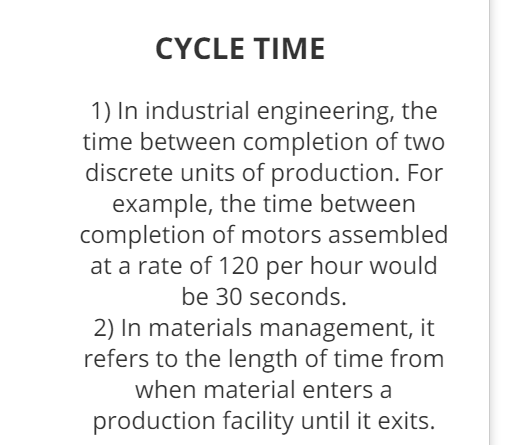 CYCLE TIME
1) In industrial engineering, the
time between completion of two
discrete units of production. For
example, the time between
completion of motors assembled
at a rate of 120 per hour would
be 30 seconds.
2) In materials management, it
refers to the length of time from
when material enters a
production facility until it exits.